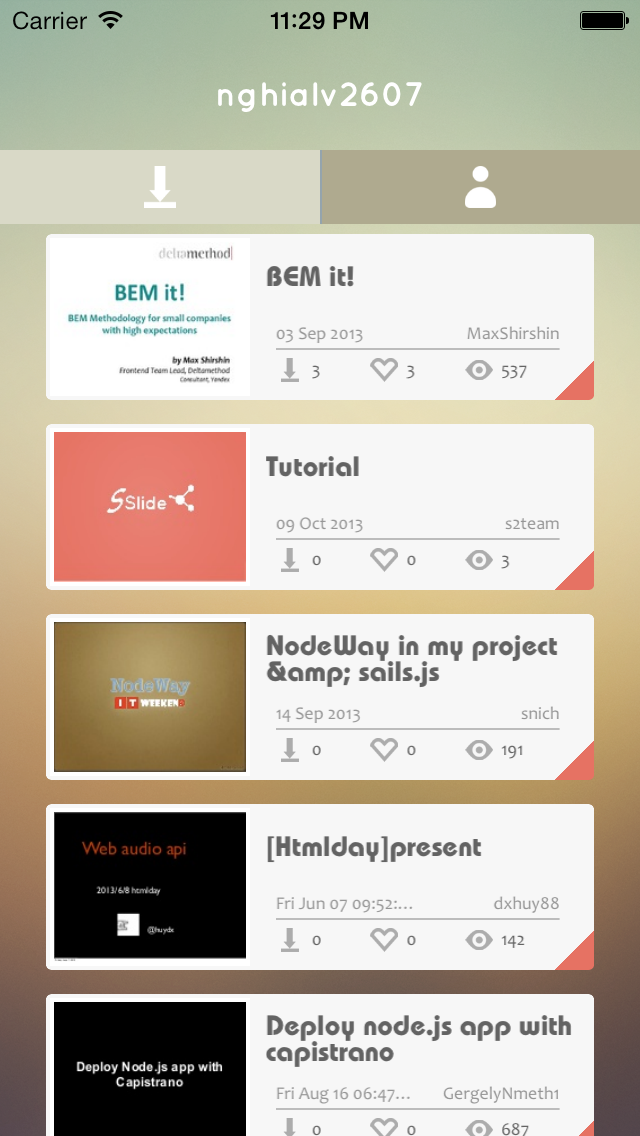 Carrier 11:29 PM
nghialv2607
deltamethod
BEM it!
BEM Methodology for small companies
with high expectations
by Max Shirshin
Frontend Team Lead, Deltamethod
Consultant, Yandex
BEM it!
03 Sep 2013 MaxShirshin
3 3 537
SSlide
Tutorial
09 Oct 2013 s2team
0 0 3
NodeWay
IT WEEKEND
NodeWay in my project
&amp; sails.js
14 Sep 2013 snich
0 0 191
Web audio api
2013/6/8 htmlday
@huydx
[Htmlday]present
Fri Jun 07 09:52:... dxhuy88
0 0 142
Deploy Node.js app with
Capistrano
Deploy node.js app with
capistrano
Fri Aug 16 06:47... GergelyNmeth1
0 0 687